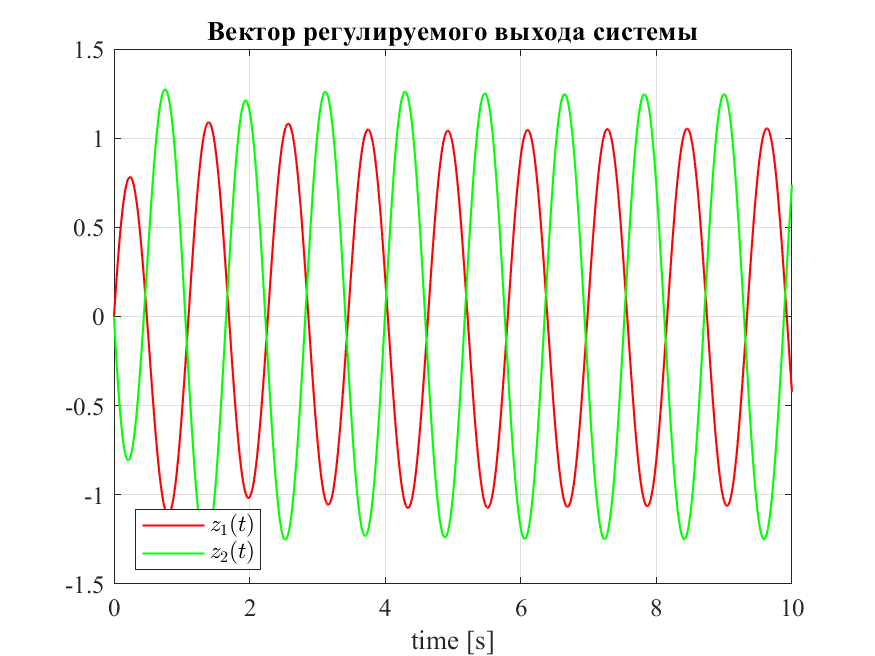 Вектор регулируемого выхода системы
1.5
1
0.5
0
-0.5
-1
-1.5
z₁(t)
z₂(t)
0 2 4 6 8 10
time [s]